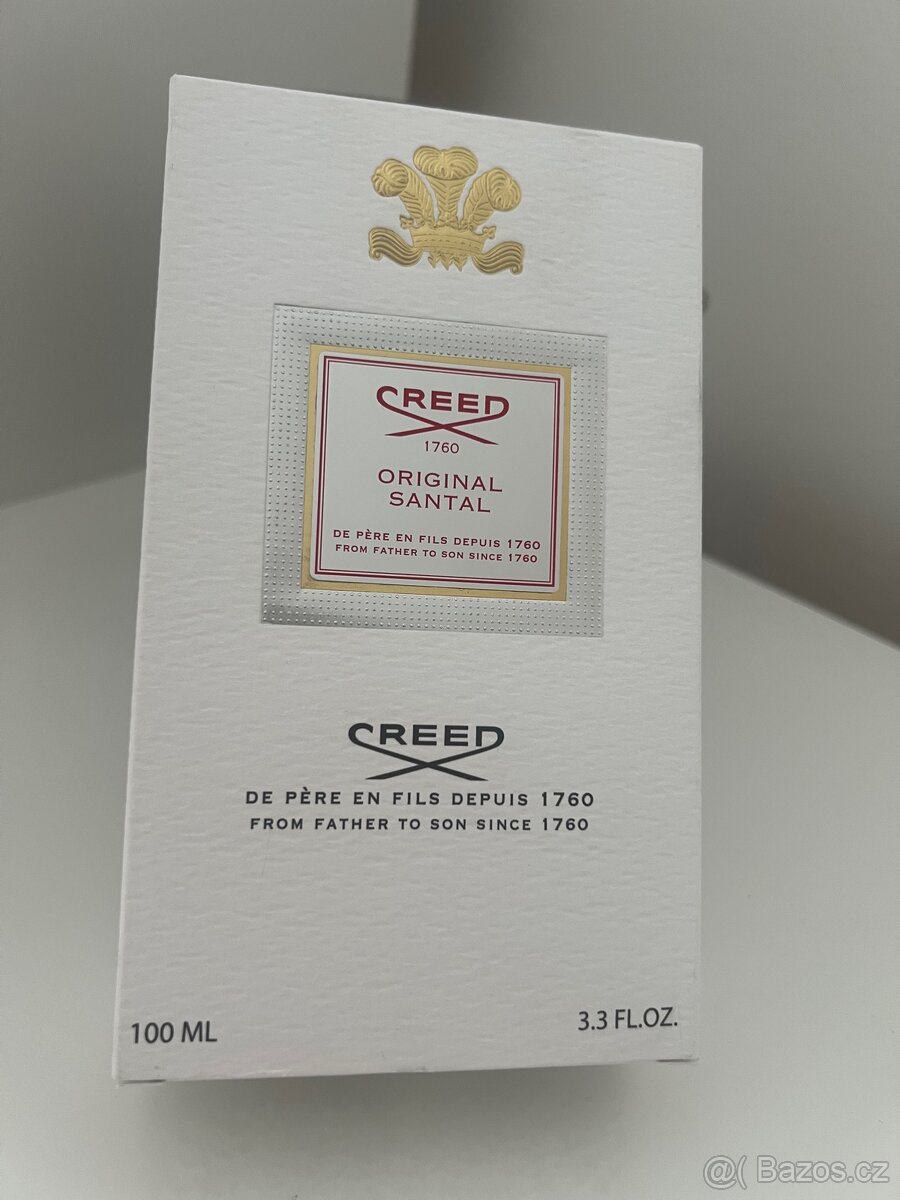 CREED
1760
ORIGINAL
SANTAL
DE PÈRE EN FILS DEPUIS 1760
FROM FATHER TO SON SINCE 1760
CREED
DE PÈRE EN FILS DEPUIS 1760
FROM FATHER TO SON SINCE 1760
100 ML
3.3 FL.OZ.
@( Bazos.cz